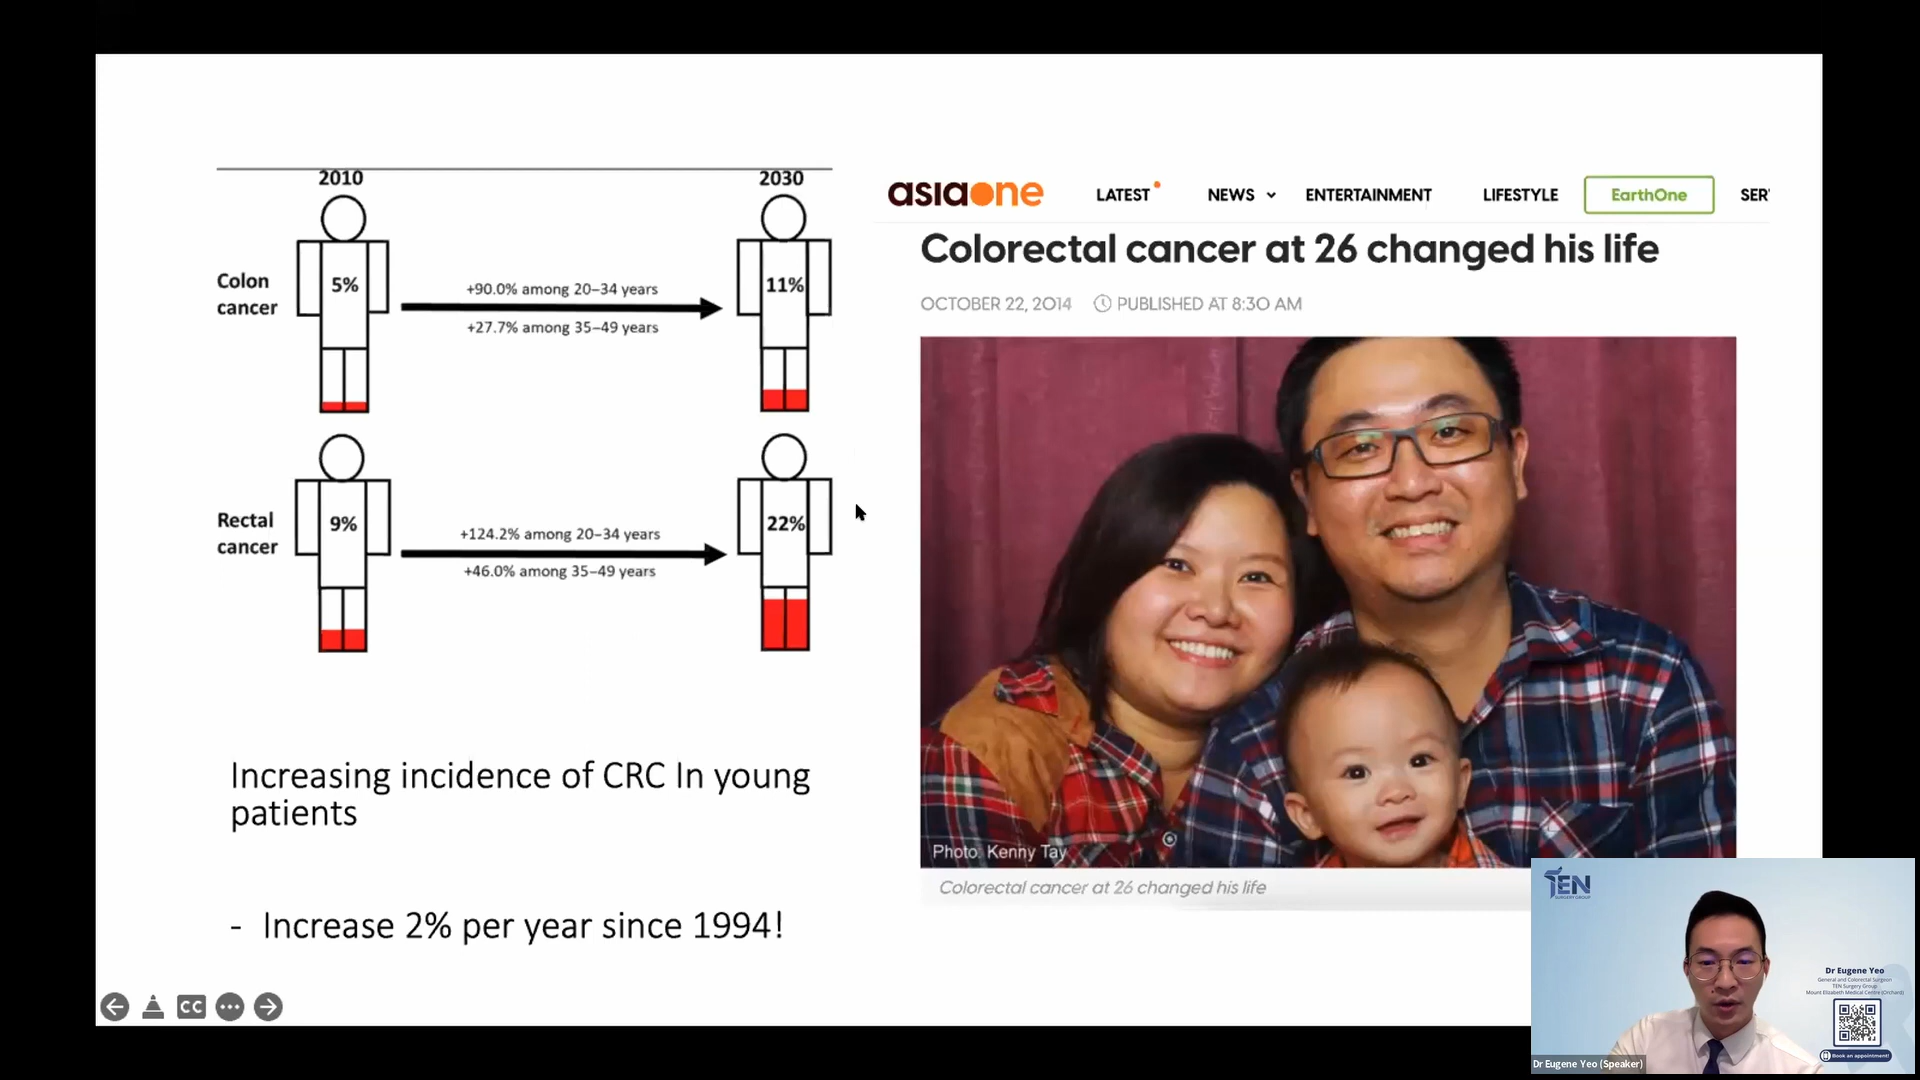 2010
2030
Colon
cancer
5%
+90.0% among 20–34 years
+27.7% among 35–49 years
11%
Rectal
cancer
9%
+124.2% among 20–34 years
+46.0% among 35–49 years
22%
Increasing incidence of CRC In young
patients
- Increase 2% per year since 1994!
CC
asiaone
LATEST
NEWS
ENTERTAINMENT
LIFESTYLE
EarthOne
SER
Colorectal cancer at 26 changed his life
OCTOBER 22, 2014
PUBLISHED AT 8:30 AM
Photo: Kenny Tay
Colorectal cancer at 26 changed his life
TEN
SURGERY GROUP
Dr Eugene Yeo
General and Colorectal Surgeon
TEN Surgery Group
Mount Elizabeth Medical Centre (Orchard)
Book an appointment!
Dr Eugene Yeo (Speaker)